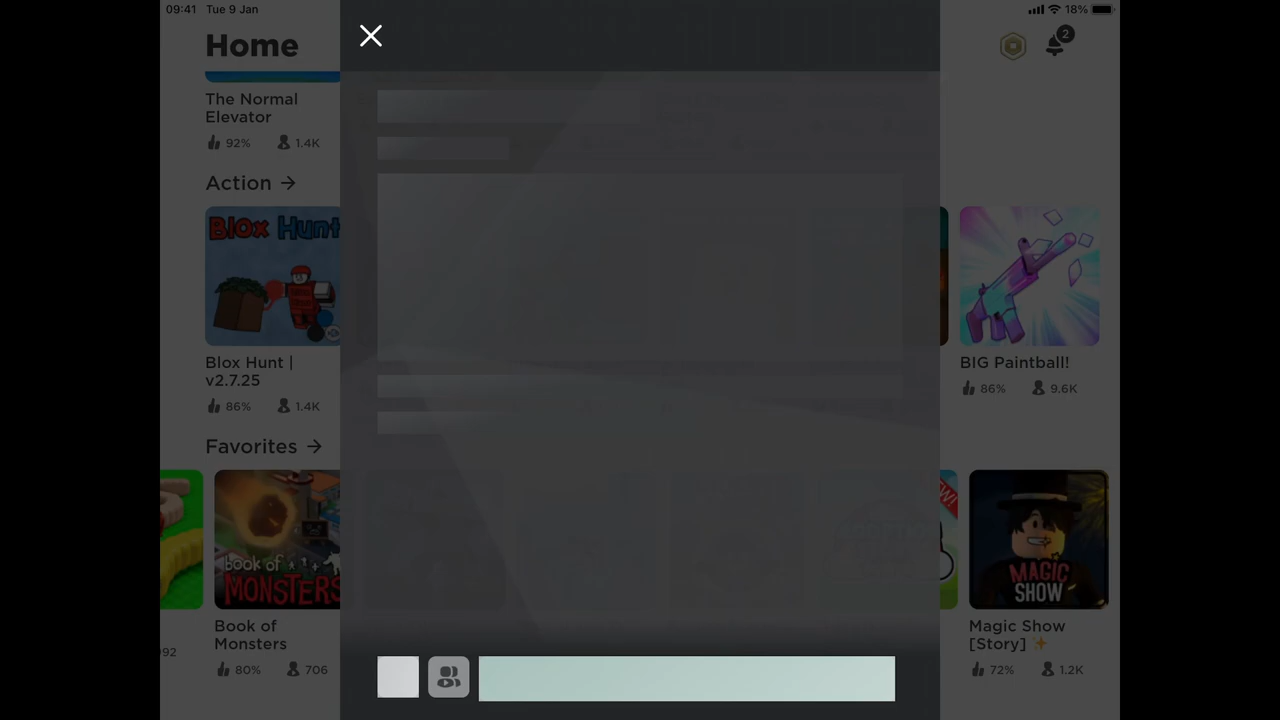 09:41 Tue 9 Jan
18%
Home
2
The Normal
Elevator
92% 1.4K
Action →
Blox Hunt
Blox Hunt |
v2.7.25
86% 1.4K
BIG Paintball!
86% 9.6K
Favorites →
book of
MONSTERS
MAGIC
SHOW
Book of
Monsters
92
80% 706
Magic Show
[Story] ✨
72% 1.2K